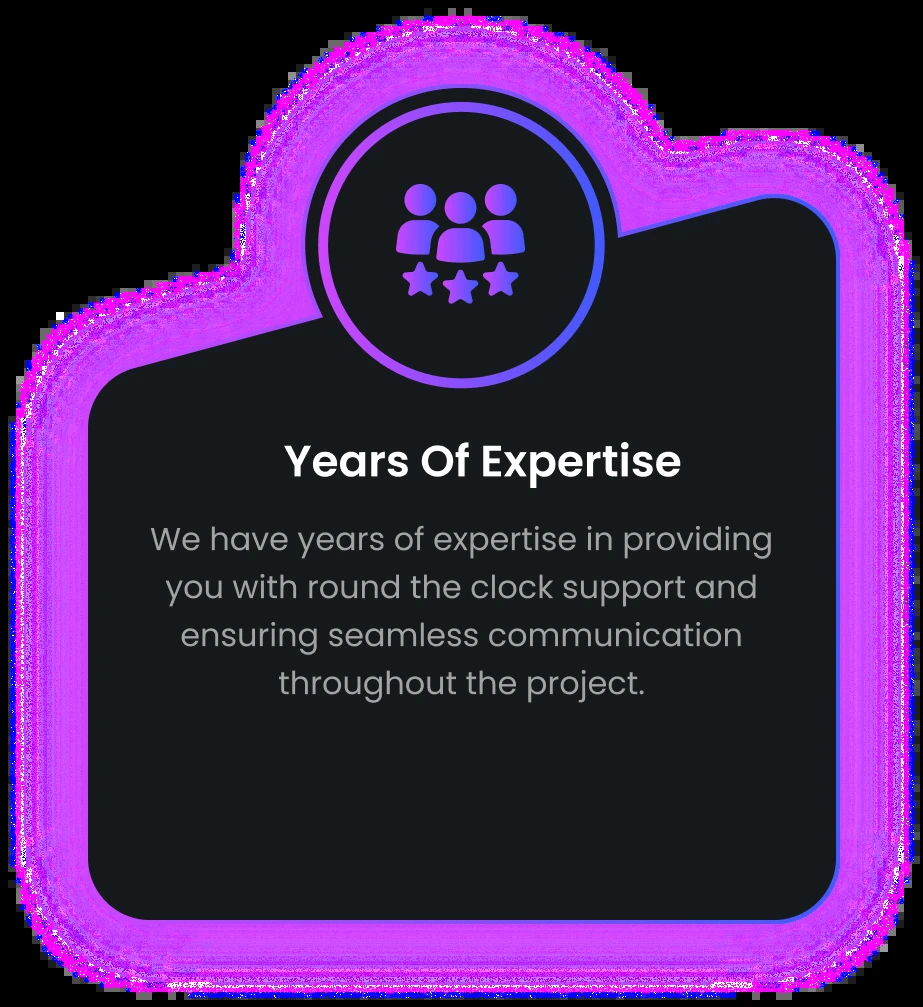 Years Of Expertise
We have years of expertise in providing
you with round the clock support and
ensuring seamless communication
throughout the project.